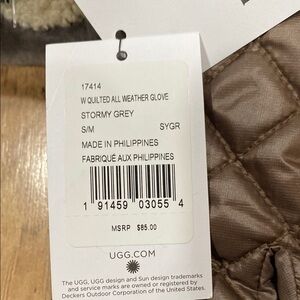 17414
W QUILTED ALL WEATHER GLOVE
STORMY GREY
S/M SYGR
MADE IN PHILIPPINES
FABRIQUÉ AUX PHILIPPINES
1 91459 03055 4
MSRP $85.00
UGG.COM
The UGG, UGG design and Sun design trademarks
and service marks are owned or registered by
Deckers Outdoor Corporation of the United States.